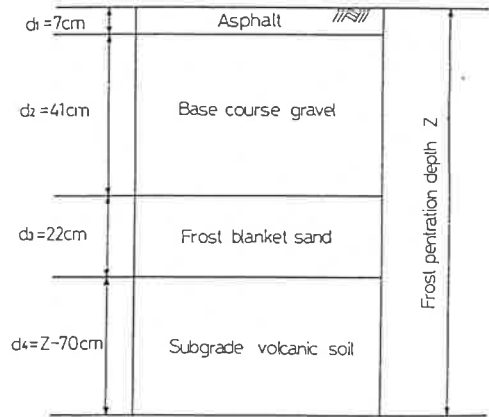 d1=7cm
Asphalt
d2=41cm
Base course gravel
d3=22cm
Frost blanket sand
d4=Z-70cm
Subgrade volcanic soil
Frost pentration depth Z